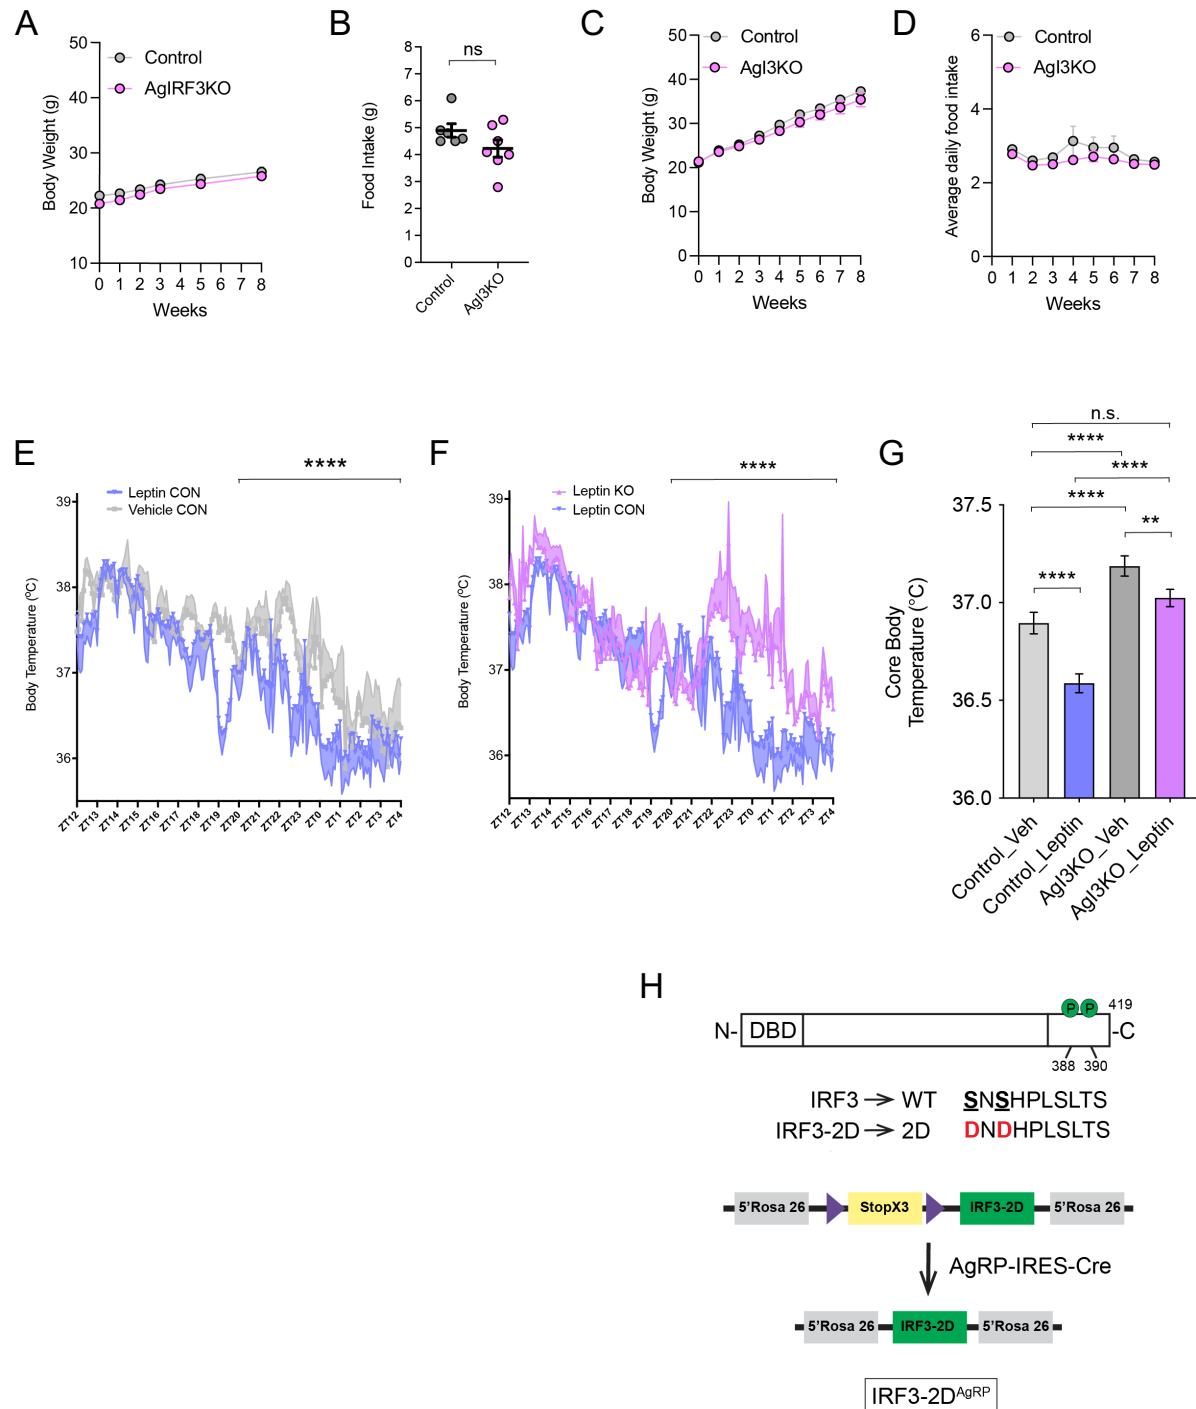 A
50
40
30
20
10
Body Weight (g)
Control
AgIRF3KO
0 1 2 3 4 5 6 7 8
Weeks
B
8
7
6
5
4
3
2
1
0
Food Intake (g)
ns
Control
AgI3KO
C
50
40
30
20
10
0
Body Weight (g)
Control
AgI3KO
0 1 2 3 4 5 6 7 8
Weeks
D
6
4
2
0
Average daily food intake
Control
AgI3KO
0 1 2 3 4 5 6 7 8
Weeks
E
****
Leptin CON
Vehicle CON
39
38
37
36
Body Temperature (°C)
ZT12 ZT13 ZT14 ZT15 ZT16 ZT17 ZT18 ZT19 ZT20 ZT21 ZT22 ZT23 ZT0 ZT1 ZT2 ZT3 ZT4
F
****
Leptin KO
Leptin CON
39
38
37
36
Body Temperature (°C)
ZT12 ZT13 ZT14 ZT15 ZT16 ZT17 ZT18 ZT19 ZT20 ZT21 ZT22 ZT23 ZT0 ZT1 ZT2 ZT3 ZT4
G
n.s.
****
****
****
**
****
37.5
37.0
36.5
36.0
Core Body
Temperature (°C)
Control_Veh
Control_Leptin
AgI3KO_Veh
AgI3KO_Leptin
H
P P 419
N- DBD -C
388 390
IRF3 → WT SNSHPLSLTS
IRF3-2D → 2D DNDHPLSLTS
5'Rosa 26 StopX3 IRF3-2D 5'Rosa 26
AgRP-IRES-Cre
5'Rosa 26 IRF3-2D 5'Rosa 26
IRF3-2DAgRP